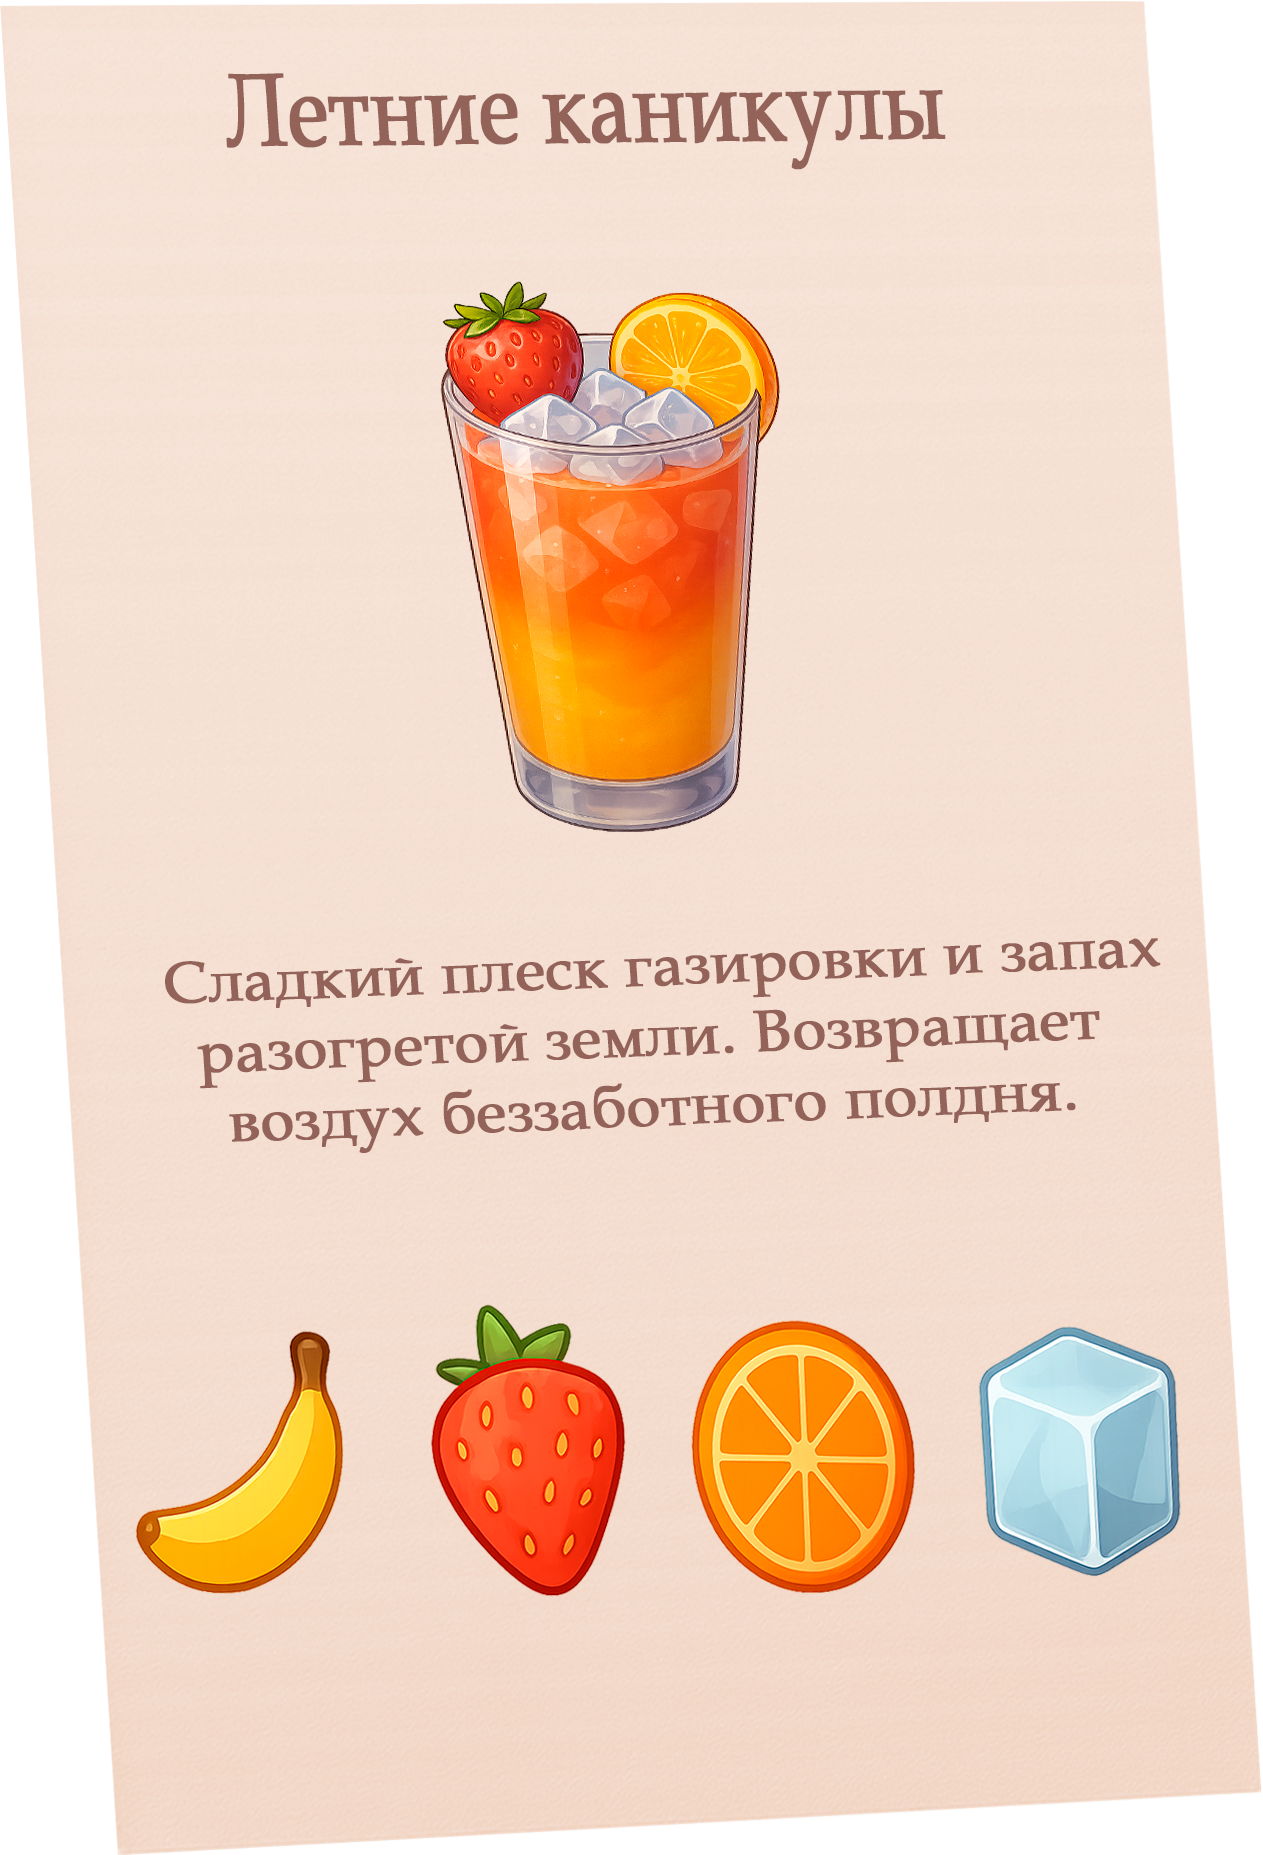 Летние каникулы
Сладкий плеск газировки и запах
разогретой земли. Возвращает
воздух беззаботного полдня.